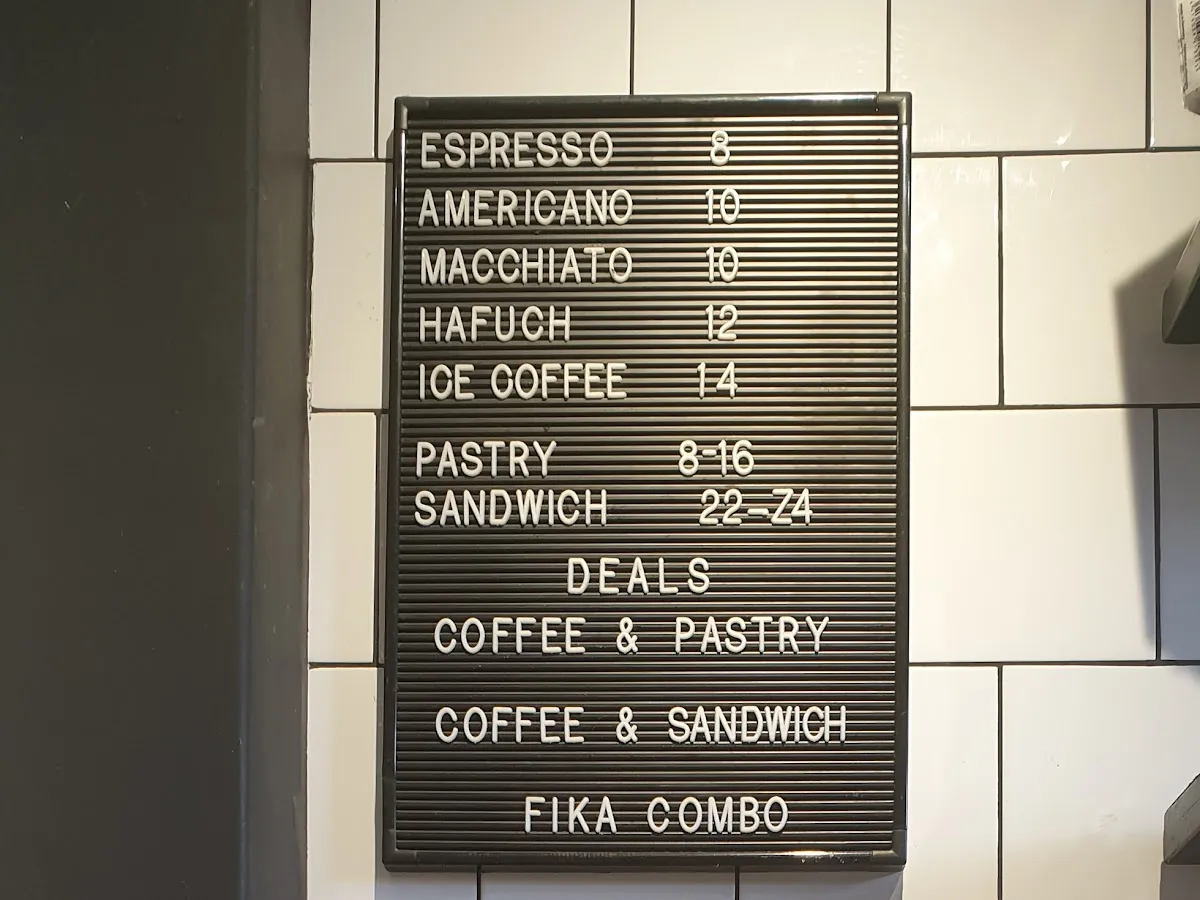 ESPRESSO 8
AMERICANO 10
MACCHIATO 10
HAFUCH 12
ICE COFFEE 14
PASTRY 8-16
SANDWICH 22-Z4
DEALS
COFFEE & PASTRY
COFFEE & SANDWICH
FIKA COMBO